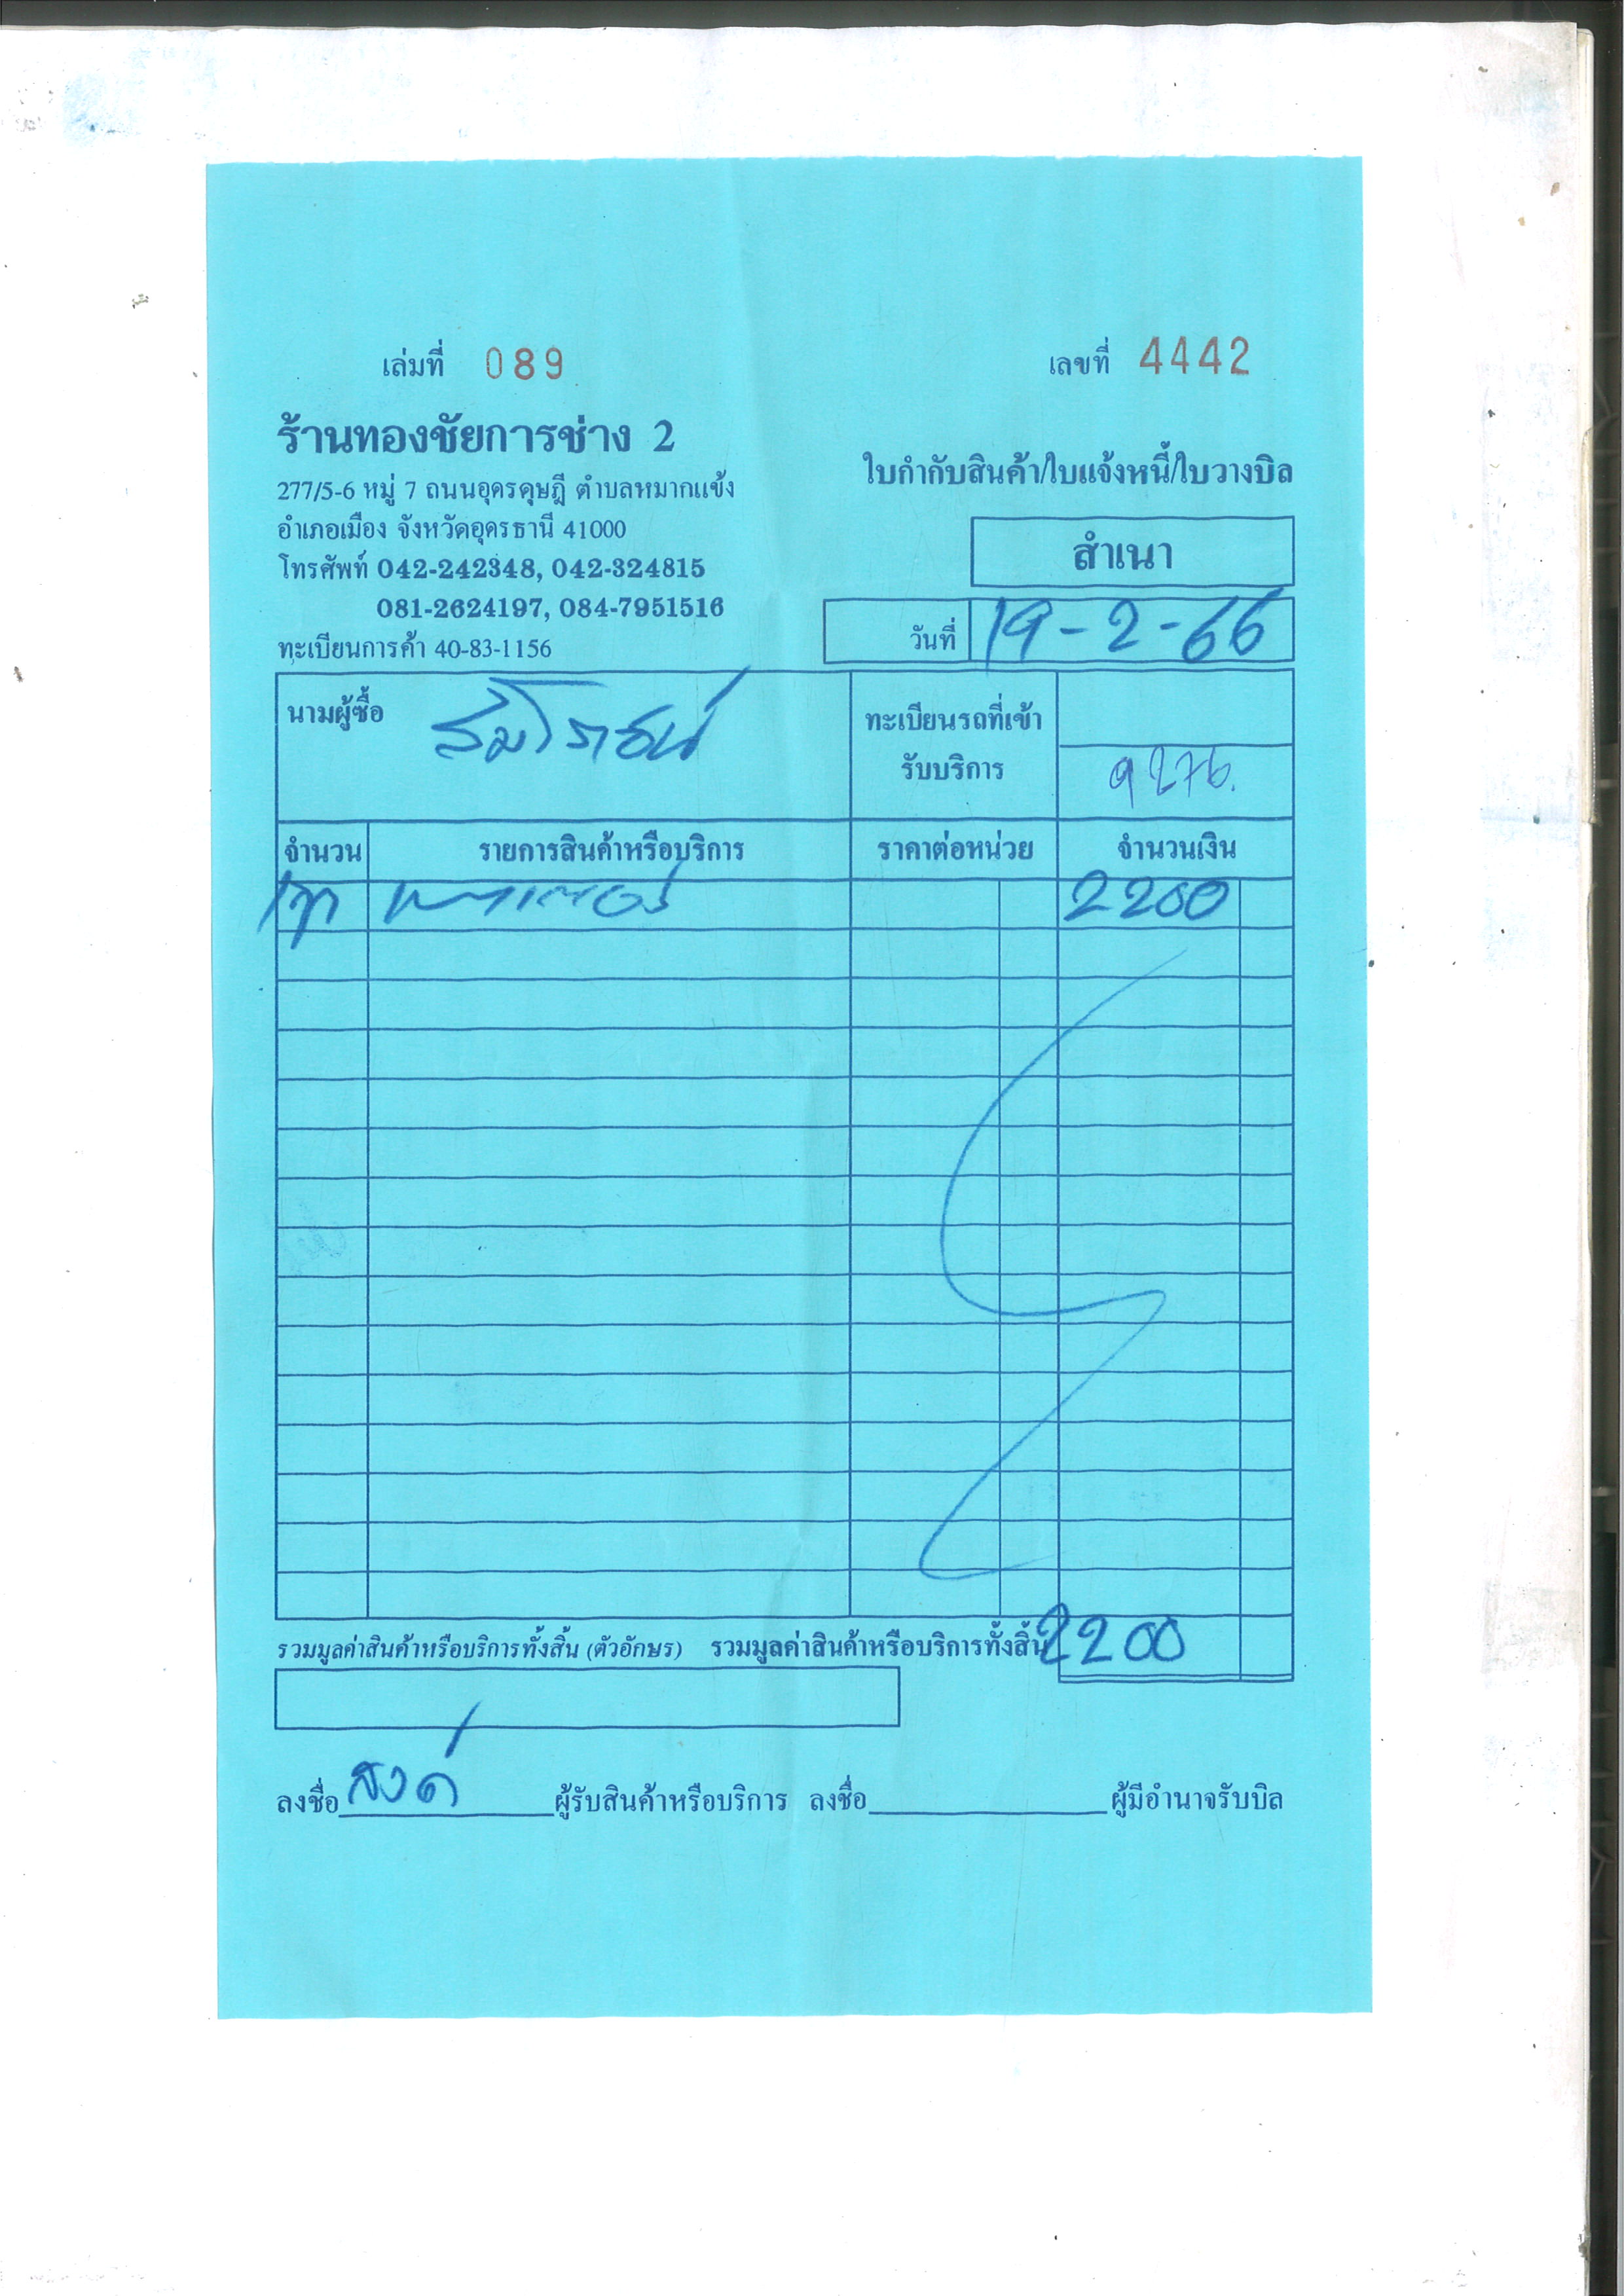 เล่มที่ 089
เลขที่ 4442
ร้านทองชัยการช่าง 2
277/5-6 หมู่ 7 ถนนอุดรดุษฎี ตำบลหมากแข้ง
อำเภอเมือง จังหวัดอุดรธานี 41000
โทรศัพท์ 042-242348, 042-324815
081-2624197, 084-7951516
ทะเบียนการค้า 40-83-1156
ใบกำกับสินค้า/ใบแจ้งหนี้/ใบวางบิล
สำเนา
วันที่ 19-2-66
นามผู้ซื้อ
ทะเบียนรถที่เข้า
รับบริการ
9276
จำนวน รายการสินค้าหรือบริการ ราคาต่อหน่วย จำนวนเงิน
2200
รวมมูลค่าสินค้าหรือบริการทั้งสิ้น (ตัวอักษร) รวมมูลค่าสินค้าหรือบริการทั้งสิ้น 2200
ลงชื่อ ผู้รับสินค้าหรือบริการ ลงชื่อ ผู้มีอำนาจรับบิล